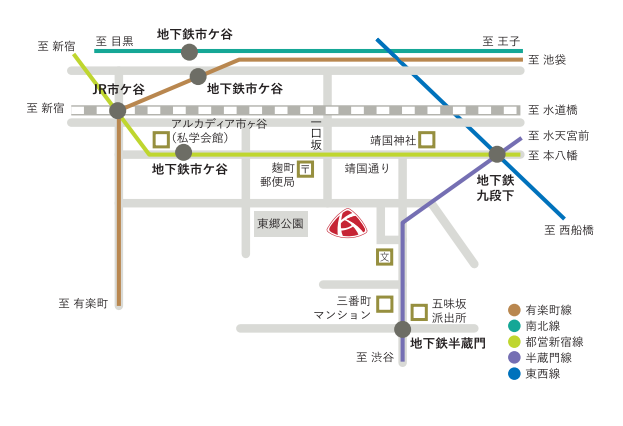 地下鉄市ケ谷
至 新宿
至 目黒
至 王子
至 池袋
JR市ケ谷
地下鉄市ケ谷
至 新宿
至 水道橋
アルカディア市ヶ谷
(私学会館)
一口坂
靖国神社
至 水天宮前
至 本八幡
地下鉄市ケ谷
麹町
郵便局
靖国通り
地下鉄
九段下
東郷公園
至 西船橋
文
至 有楽町
三番町
マンション
五味坂
派出所
地下鉄半蔵門
至 渋谷
有楽町線
南北線
都営新宿線
半蔵門線
東西線